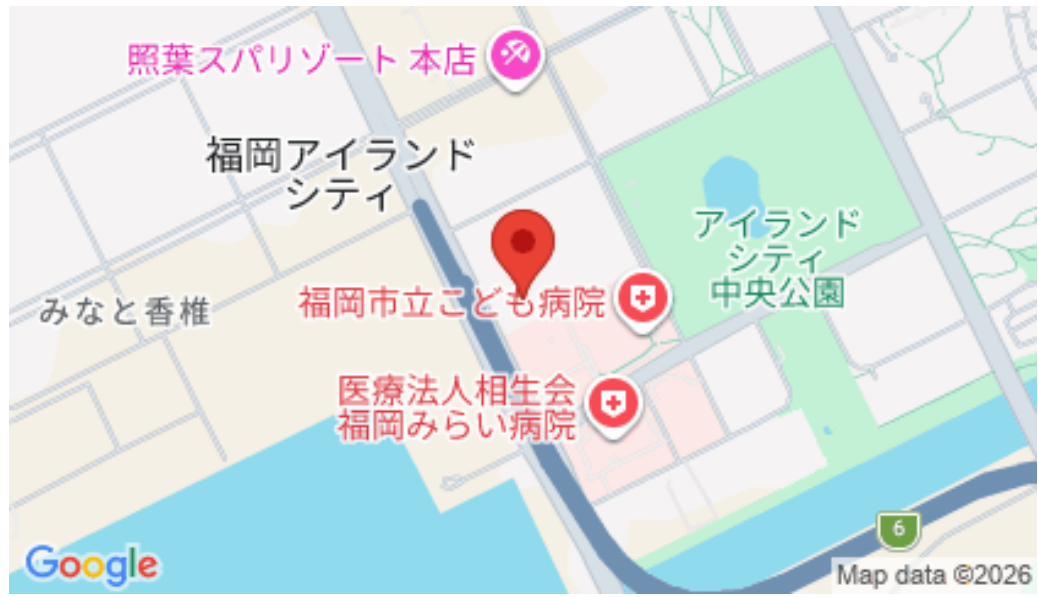 照葉スパリゾート 本店
福岡アイランド
シティ
アイランド
シティ
中央公園
みなと香椎
福岡市立こども病院
医療法人相生会
福岡みらい病院
6
Google
Map data ©2026